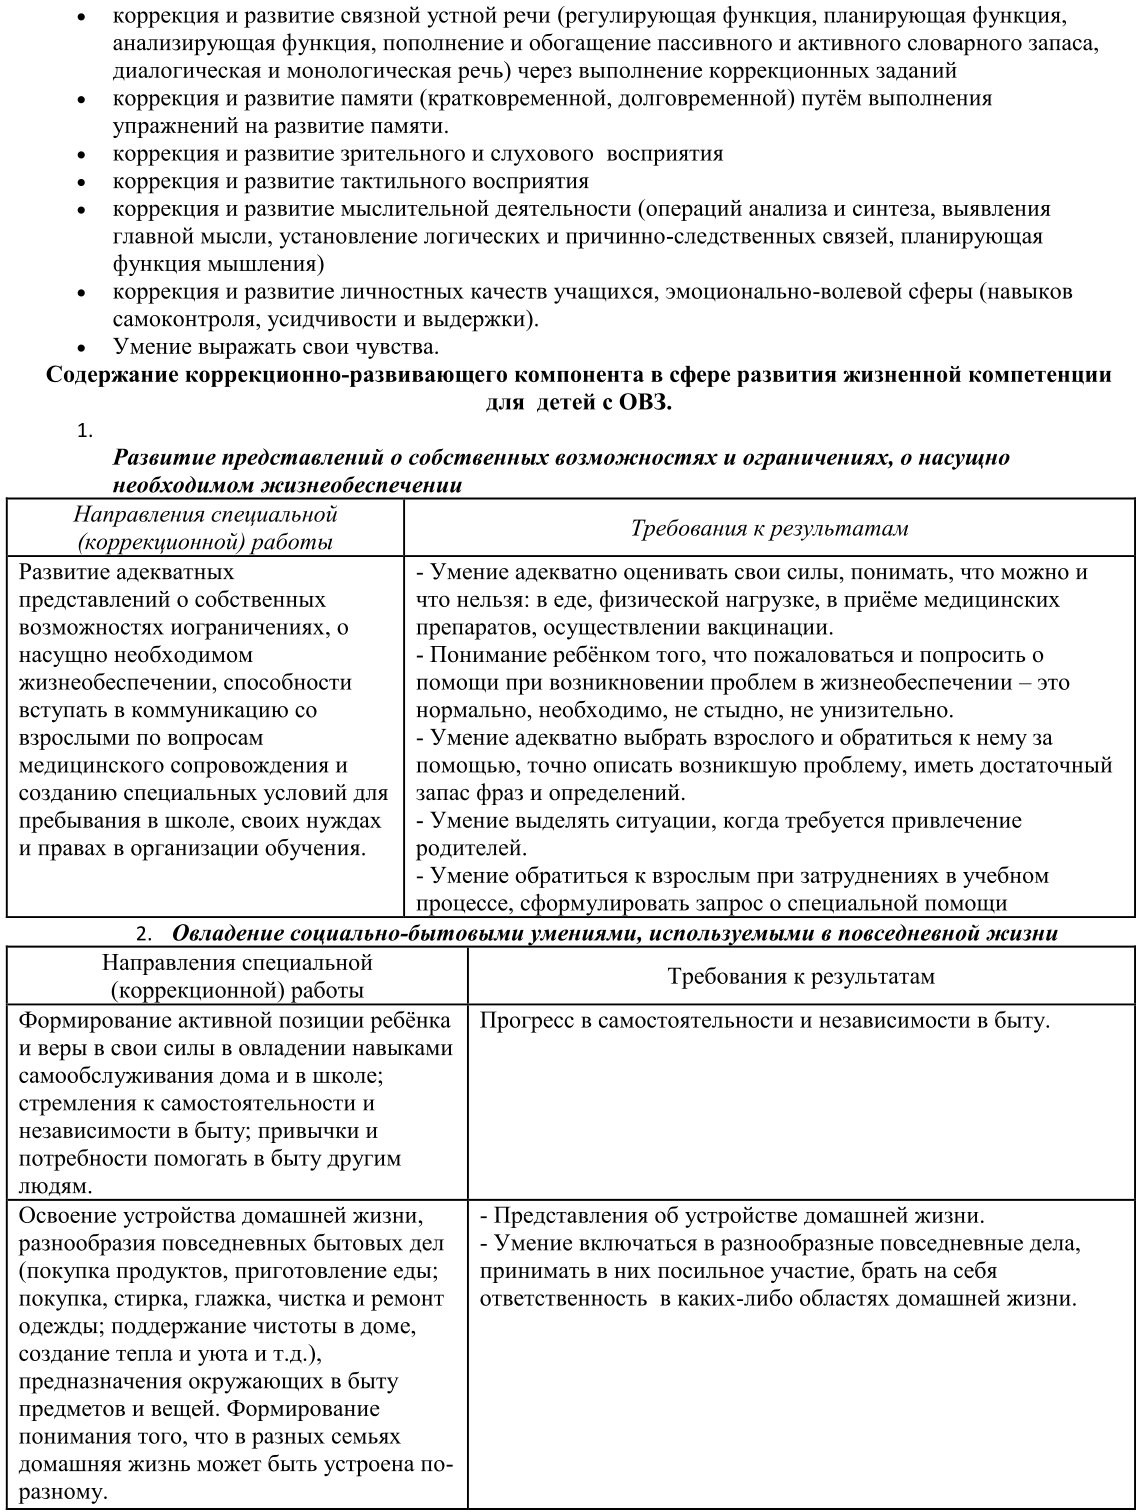 • коррекция и развитие связной устной речи (регулирующая функция, планирующая функция,
анализирующая функция, пополнение и обогащение пассивного и активного словарного запаса,
диалогическая и монологическая речь) через выполнение коррекционных заданий
• коррекция и развитие памяти (кратковременной, долговременной) путём выполнения
упражнений на развитие памяти.
• коррекция и развитие зрительного и слухового  восприятия
• коррекция и развитие тактильного восприятия
• коррекция и развитие мыслительной деятельности (операций анализа и синтеза, выявления
главной мысли, установление логических и причинно-следственных связей, планирующая
функция мышления)
• коррекция и развитие личностных качеств учащихся, эмоционально-волевой сферы (навыков
самоконтроля, усидчивости и выдержки).
• Умение выражать свои чувства.
Содержание коррекционно-развивающего компонента в сфере развития жизненной компетенции
для  детей с ОВЗ.
1.
Развитие представлений о собственных возможностях и ограничениях, о насущно
необходимом жизнеобеспечении
Направления специальной
(коррекционной) работы
Требования к результатам
Развитие адекватных
представлений о собственных
возможностях иограничениях, о
насущно необходимом
жизнеобеспечении, способности
вступать в коммуникацию со
взрослыми по вопросам
медицинского сопровождения и
созданию специальных условий для
пребывания в школе, своих нуждах
и правах в организации обучения.
- Умение адекватно оценивать свои силы, понимать, что можно и
что нельзя: в еде, физической нагрузке, в приёме медицинских
препаратов, осуществлении вакцинации.
- Понимание ребёнком того, что пожаловаться и попросить о
помощи при возникновении проблем в жизнеобеспечении – это
нормально, необходимо, не стыдно, не унизительно.
- Умение адекватно выбрать взрослого и обратиться к нему за
помощью, точно описать возникшую проблему, иметь достаточный
запас фраз и определений.
- Умение выделять ситуации, когда требуется привлечение
родителей.
- Умение обратиться к взрослым при затруднениях в учебном
процессе, сформулировать запрос о специальной помощи
2. Овладение социально-бытовыми умениями, используемыми в повседневной жизни
Направления специальной
(коррекционной) работы
Требования к результатам
Формирование активной позиции ребёнка
и веры в свои силы в овладении навыками
самообслуживания дома и в школе;
стремления к самостоятельности и
независимости в быту; привычки и
потребности помогать в быту другим
людям.
Прогресс в самостоятельности и независимости в быту.
Освоение устройства домашней жизни,
разнообразия повседневных бытовых дел
(покупка продуктов, приготовление еды;
покупка, стирка, глажка, чистка и ремонт
одежды; поддержание чистоты в доме,
создание тепла и уюта и т.д.),
предназначения окружающих в быту
предметов и вещей. Формирование
понимания того, что в разных семьях
домашняя жизнь может быть устроена по-
разному.
- Представления об устройстве домашней жизни.
- Умение включаться в разнообразные повседневные дела,
принимать в них посильное участие, брать на себя
ответственность  в каких-либо областях домашней жизни.